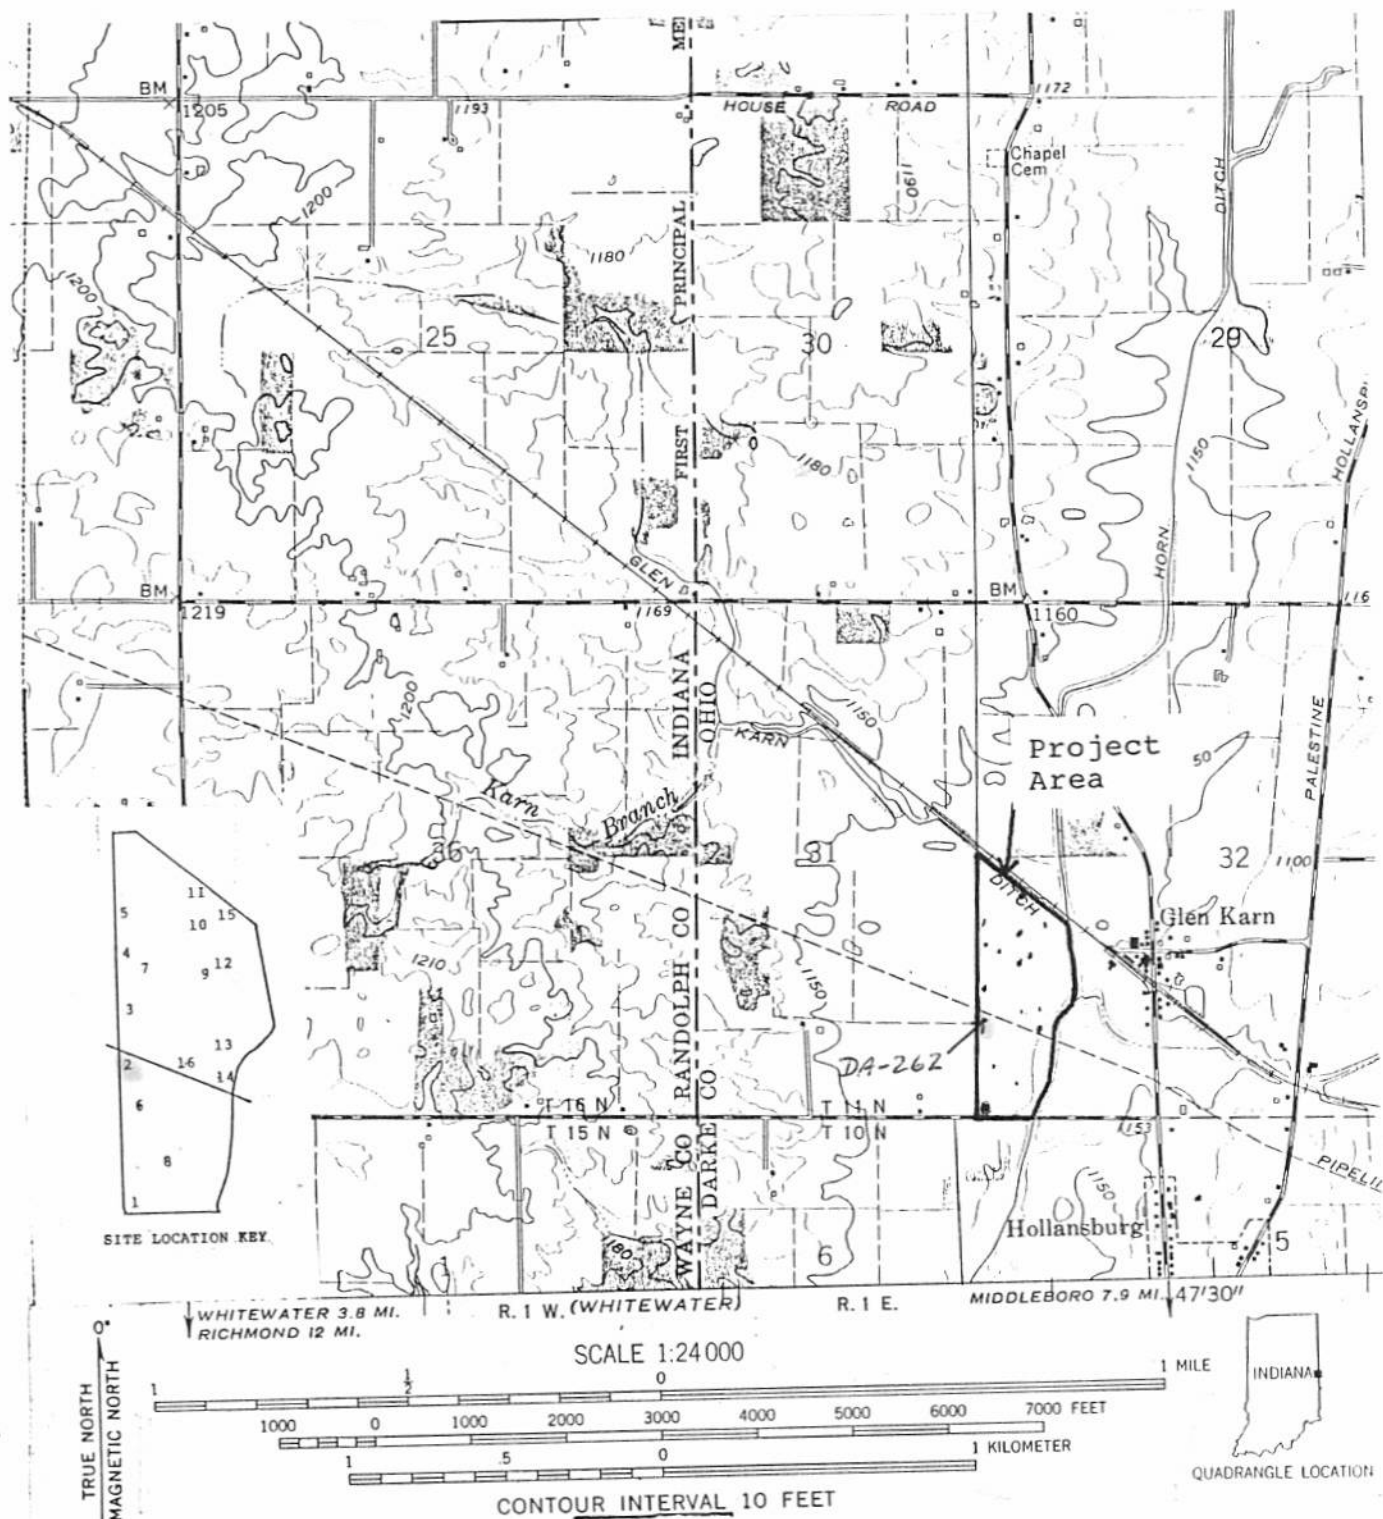 MEI
BM
1205
1193
HOUSE ROAD
1172
Chapel
Cem
DITCH
1200
1190
PRINCIPAL
1180
1200
25
30
29
HOLLANSP
FIRST
1180
1150
HORN
GLEN
BM
1219
1169
BM
1160
116
INDIANA
OHIO
1200
1150
KARN
Project
Area
50
PALESTINE
Karn
Branch
36
31
32
1100
DITCH
Glen Karn
1210
1150
RANDOLPH CO
DA-262
T 16 N
T 11 N
T 15 N
T 10 N
1153
WAYNE CO
DARKE CO
PIPELI
1150
Hollansburg
1180
1
6
5
11
5
10
15
4
7
9
12
3
13
2
16
14
6
8
1
SITE LOCATION KEY
WHITEWATER 3.8 MI.
RICHMOND 12 MI.
R. 1 W. (WHITEWATER)
R. 1 E.
MIDDLEBORO 7.9 MI.
47'30"
0°
TRUE NORTH
MAGNETIC NORTH
SCALE 1:24 000
1 ½ 0 1 MILE
1000 0 1000 2000 3000 4000 5000 6000 7000 FEET
1 .5 0 1 KILOMETER
CONTOUR INTERVAL 10 FEET
INDIANA
QUADRANGLE LOCATION